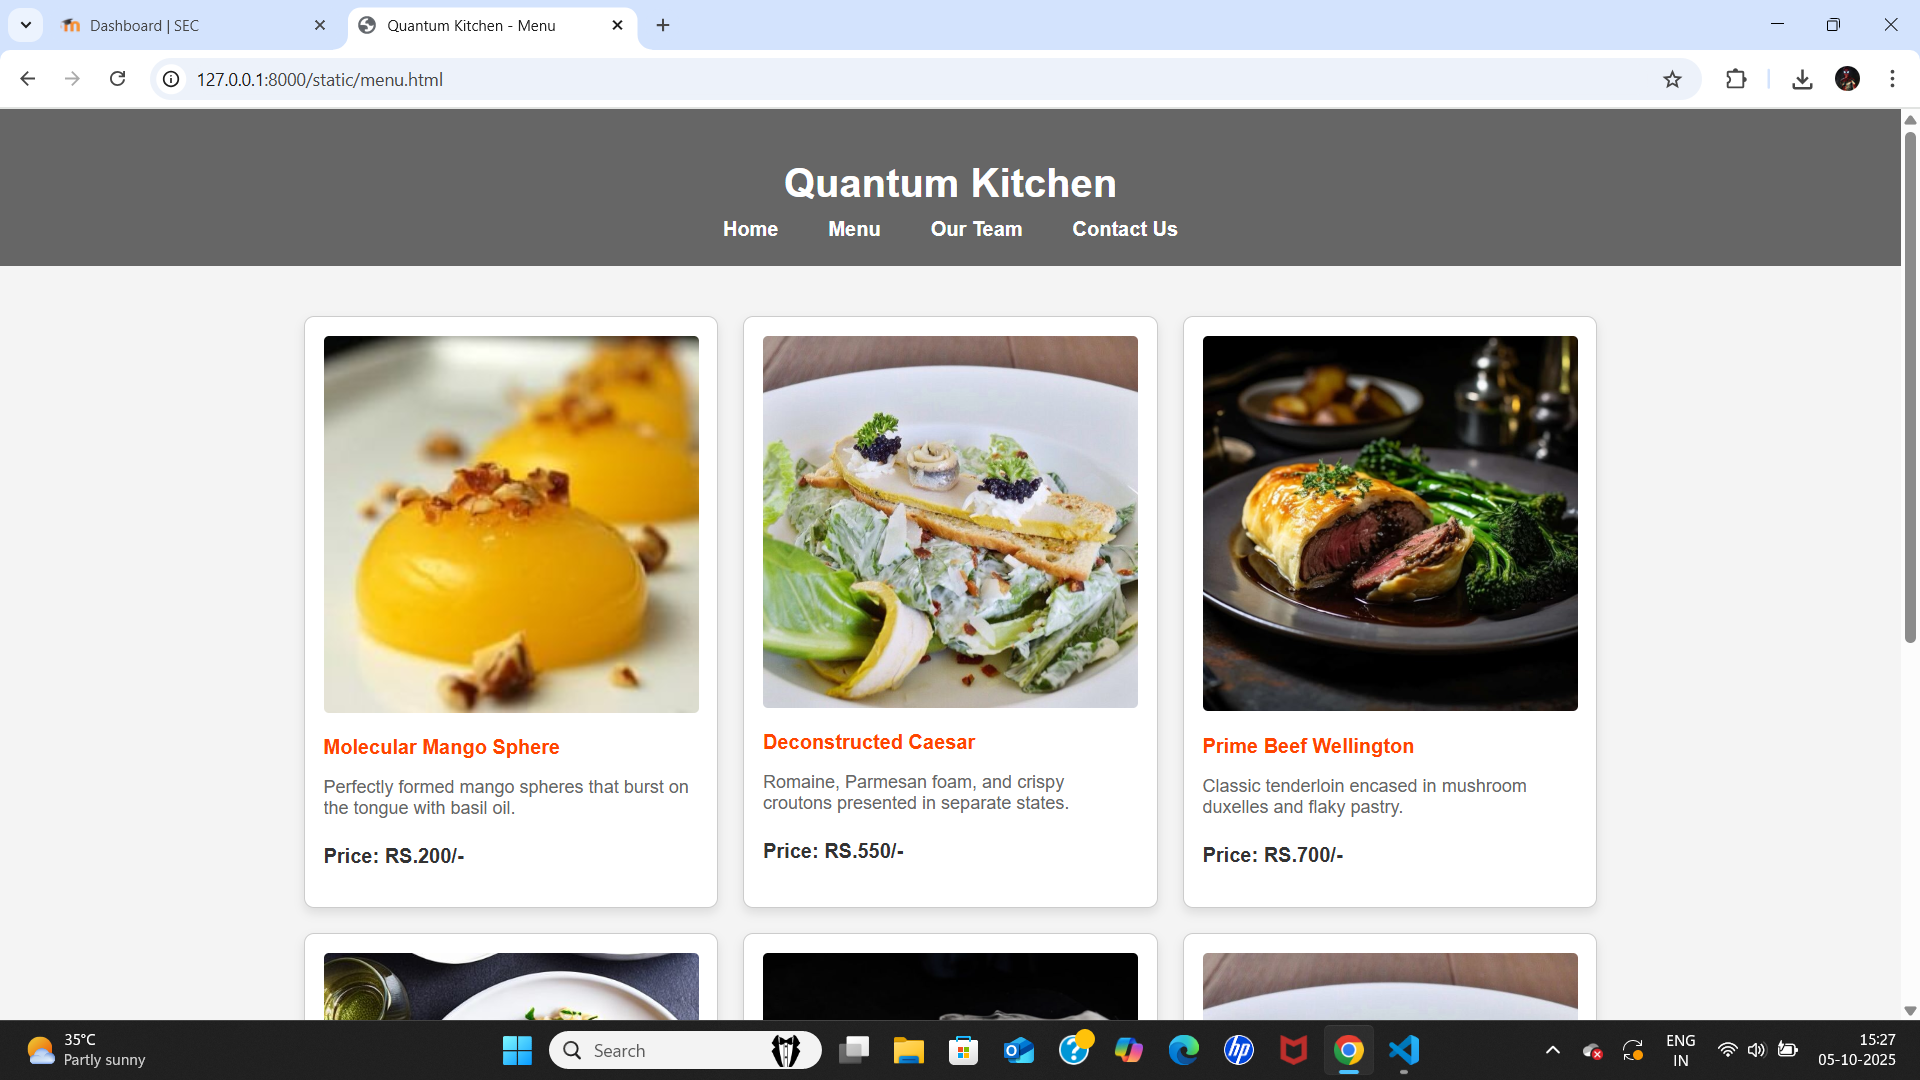 Dashboard | SEC
Quantum Kitchen - Menu
127.0.0.1:8000/static/menu.html
Quantum Kitchen
Home Menu Our Team Contact Us
Molecular Mango Sphere
Perfectly formed mango spheres that burst on
the tongue with basil oil.
Price: RS.200/-
Deconstructed Caesar
Romaine, Parmesan foam, and crispy
croutons presented in separate states.
Price: RS.550/-
Prime Beef Wellington
Classic tenderloin encased in mushroom
duxelles and flaky pastry.
Price: RS.700/-
35°C
Partly sunny
Search
hp
ENG
IN
15:27
05-10-2025